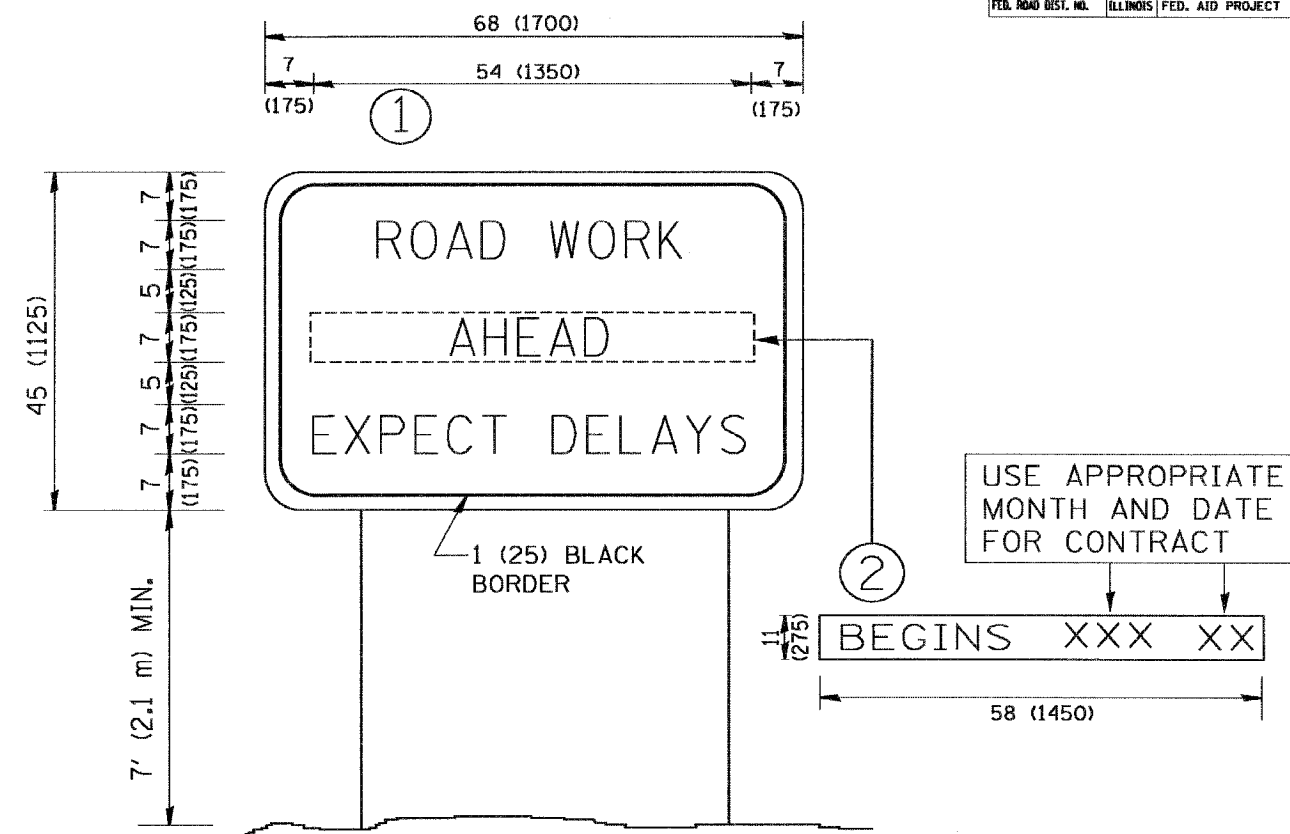 FED. ROAD DIST. NO. ILLINOIS FED. AID PROJECT
68 (1700)
7 54 (1350) 7
(175) (175)
1
45 (1125)
7 (175)
7 (175)
5 (125)
7 (175)
5 (125)
7 (175)
7 (175)
ROAD WORK
AHEAD
EXPECT DELAYS
1 (25) BLACK
BORDER
7' (2.1 m) MIN.
USE APPROPRIATE
MONTH AND DATE
FOR CONTRACT
2
11
(275)
BEGINS XXX XX
58 (1450)